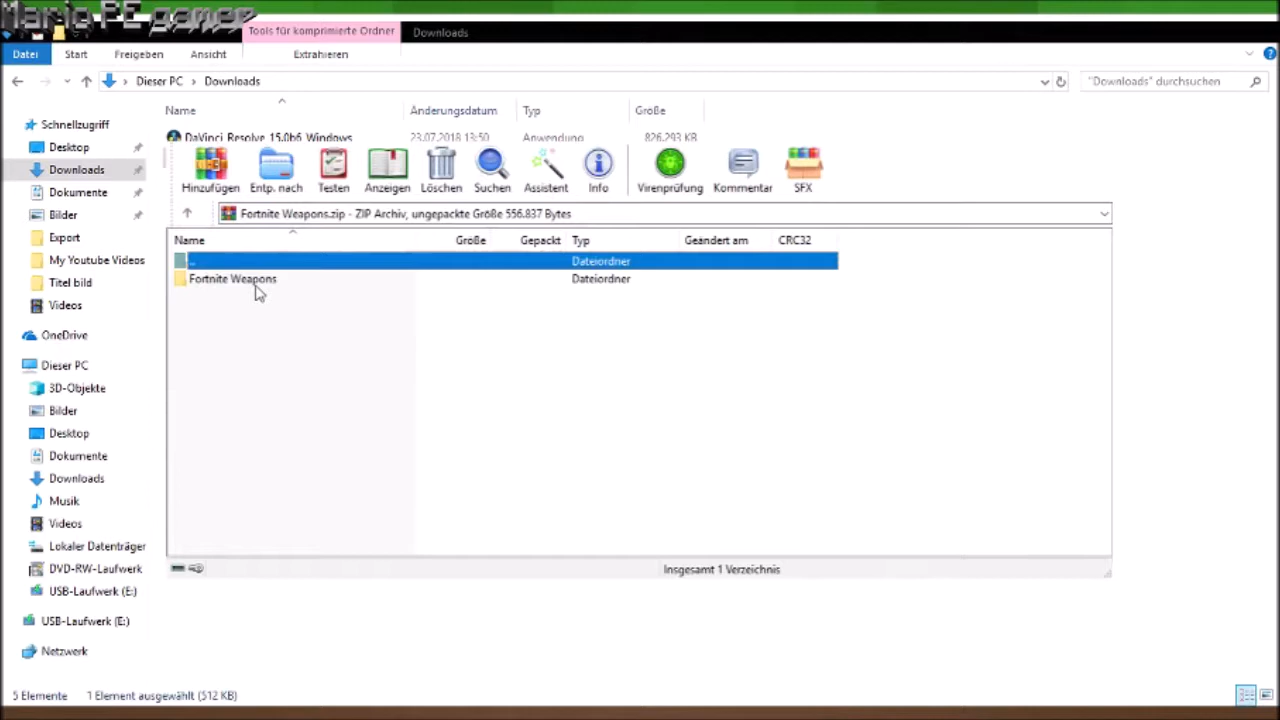 Mario PE gamer
Tools für komprimierte Ordner Downloads
Datei Start Freigeben Ansicht Extrahieren
Dieser PC Downloads "Downloads" durchsuchen
Name Änderungsdatum Typ Größe
DaVinci Resolve 15.0b6 Windows 23.07.2018 13:50 Anwendung 826.293 KB
Hinzufügen Entp. nach Testen Anzeigen Löschen Suchen Assistent Info Virenprüfung Kommentar SFX
Fortnite Weapons.zip - ZIP Archiv, ungepackte Größe 556.837 Bytes
Name Größe Gepackt Typ Geändert am CRC32
.. Dateiordner
Fortnite Weapons Dateiordner
Schnellzugriff
Desktop
Downloads
Dokumente
Bilder
Export
My Youtube Videos
Titel bild
Videos
OneDrive
Dieser PC
3D-Objekte
Bilder
Desktop
Dokumente
Downloads
Musik
Videos
Lokaler Datenträger
DVD-RW-Laufwerk
USB-Laufwerk (E:)
USB-Laufwerk (E:)
Netzwerk
Insgesamt 1 Verzeichnis
5 Elemente 1 Element ausgewählt (512 KB)